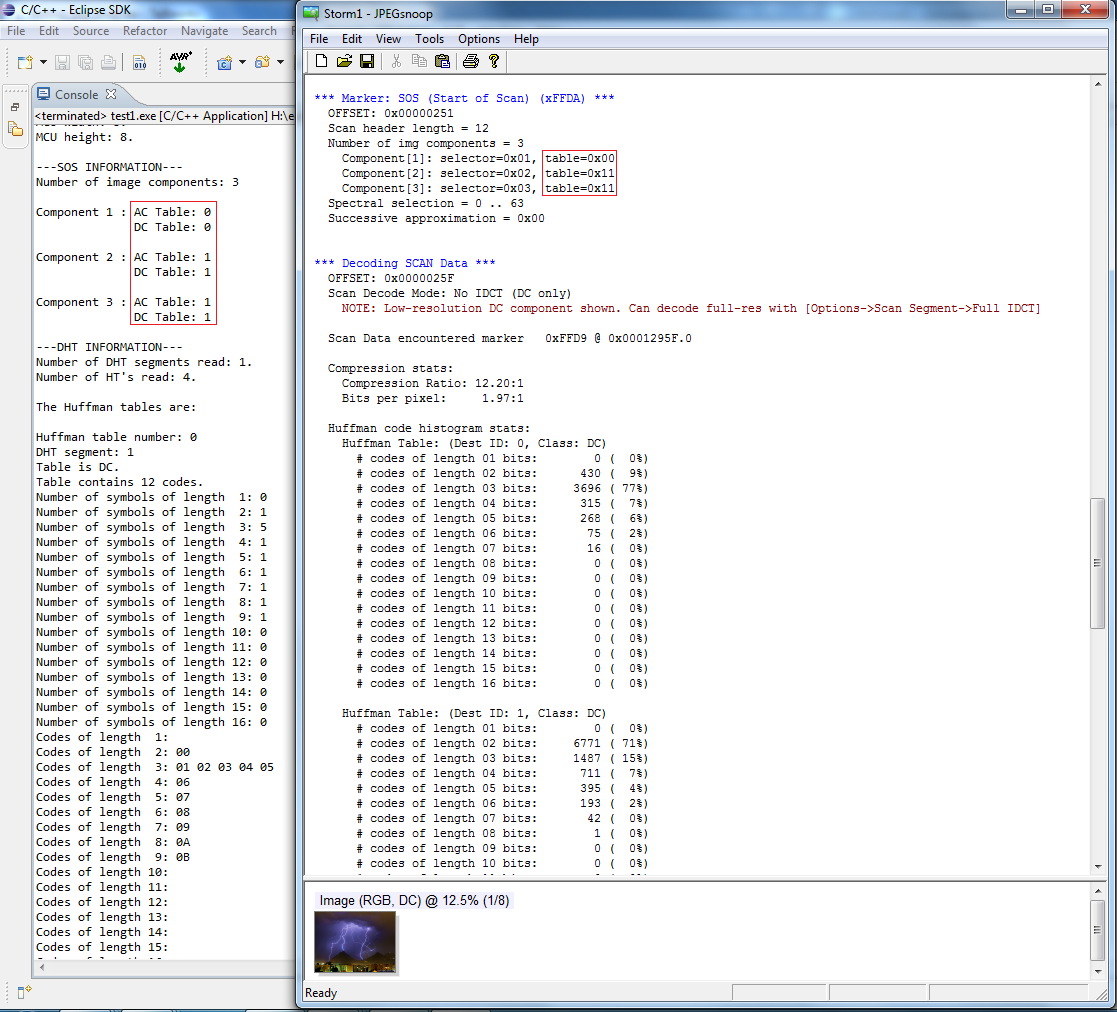 C/C++ - Eclipse SDK
File Edit Source Refactor Navigate Search
AVR*
010
Console
<terminated> test1.exe [C/C++ Application] H:\e
MCU height: 8.
---SOS INFORMATION---
Number of image components: 3
Component 1 : AC Table: 0
DC Table: 0
Component 2 : AC Table: 1
DC Table: 1
Component 3 : AC Table: 1
DC Table: 1
---DHT INFORMATION---
Number of DHT segments read: 1.
Number of HT's read: 4.
The Huffman tables are:
Huffman table number: 0
DHT segment: 1
Table is DC.
Table contains 12 codes.
Number of symbols of length  1: 0
Number of symbols of length  2: 1
Number of symbols of length  3: 5
Number of symbols of length  4: 1
Number of symbols of length  5: 1
Number of symbols of length  6: 1
Number of symbols of length  7: 1
Number of symbols of length  8: 1
Number of symbols of length  9: 1
Number of symbols of length 10: 0
Number of symbols of length 11: 0
Number of symbols of length 12: 0
Number of symbols of length 13: 0
Number of symbols of length 14: 0
Number of symbols of length 15: 0
Number of symbols of length 16: 0
Codes of length  1:
Codes of length  2: 00
Codes of length  3: 01 02 03 04 05
Codes of length  4: 06
Codes of length  5: 07
Codes of length  6: 08
Codes of length  7: 09
Codes of length  8: 0A
Codes of length  9: 0B
Codes of length 10:
Codes of length 11:
Codes of length 12:
Codes of length 13:
Codes of length 14:
Codes of length 15:
Storm1 - JPEGsnoop
File Edit View Tools Options Help
*** Marker: SOS (Start of Scan) (xFFDA) ***
OFFSET: 0x00000251
Scan header length = 12
Number of img components = 3
Component[1]: selector=0x01, table=0x00
Component[2]: selector=0x02, table=0x11
Component[3]: selector=0x03, table=0x11
Spectral selection = 0 .. 63
Successive approximation = 0x00
*** Decoding SCAN Data ***
OFFSET: 0x0000025F
Scan Decode Mode: No IDCT (DC only)
NOTE: Low-resolution DC component shown. Can decode full-res with [Options->Scan Segment->Full IDCT]
Scan Data encountered marker   0xFFD9 @ 0x0001295F.0
Compression stats:
Compression Ratio: 12.20:1
Bits per pixel:     1.97:1
Huffman code histogram stats:
Huffman Table: (Dest ID: 0, Class: DC)
# codes of length 01 bits:        0 (  0%)
# codes of length 02 bits:      430 (  9%)
# codes of length 03 bits:     3696 ( 77%)
# codes of length 04 bits:      315 (  7%)
# codes of length 05 bits:      268 (  6%)
# codes of length 06 bits:       75 (  2%)
# codes of length 07 bits:       16 (  0%)
# codes of length 08 bits:        0 (  0%)
# codes of length 09 bits:        0 (  0%)
# codes of length 10 bits:        0 (  0%)
# codes of length 11 bits:        0 (  0%)
# codes of length 12 bits:        0 (  0%)
# codes of length 13 bits:        0 (  0%)
# codes of length 14 bits:        0 (  0%)
# codes of length 15 bits:        0 (  0%)
# codes of length 16 bits:        0 (  0%)
Huffman Table: (Dest ID: 1, Class: DC)
# codes of length 01 bits:        0 (  0%)
# codes of length 02 bits:     6771 ( 71%)
# codes of length 03 bits:     1487 ( 15%)
# codes of length 04 bits:      711 (  7%)
# codes of length 05 bits:      395 (  4%)
# codes of length 06 bits:      193 (  2%)
# codes of length 07 bits:       42 (  0%)
# codes of length 08 bits:        1 (  0%)
# codes of length 09 bits:        0 (  0%)
# codes of length 10 bits:        0 (  0%)
Image (RGB, DC) @ 12.5% (1/8)
Ready